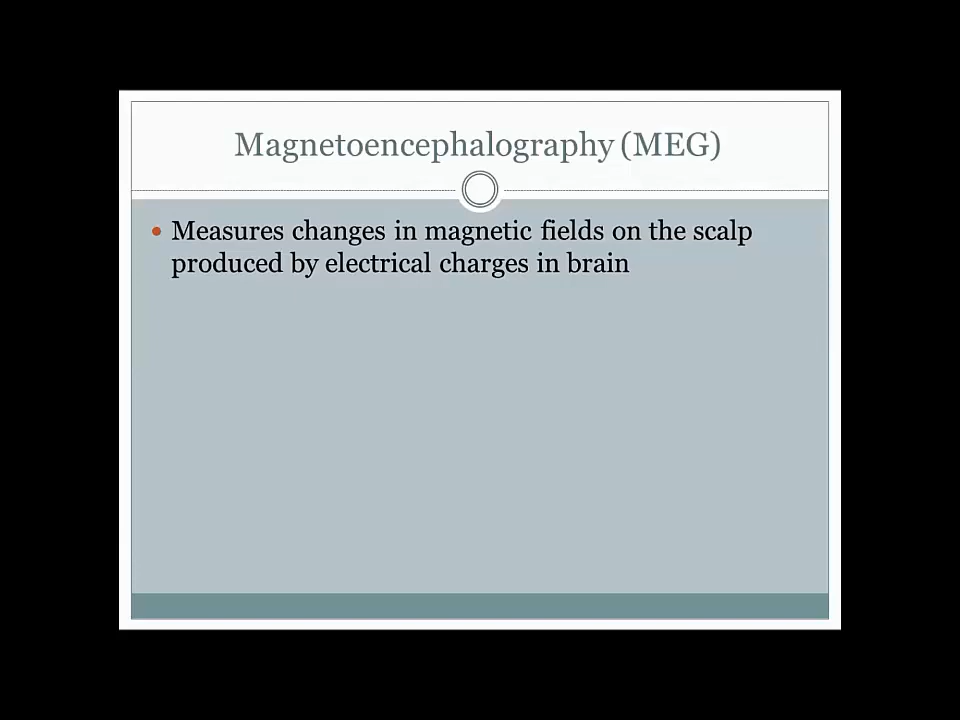 Magnetoencephalography (MEG)
• Measures changes in magnetic fields on the scalp
produced by electrical charges in brain